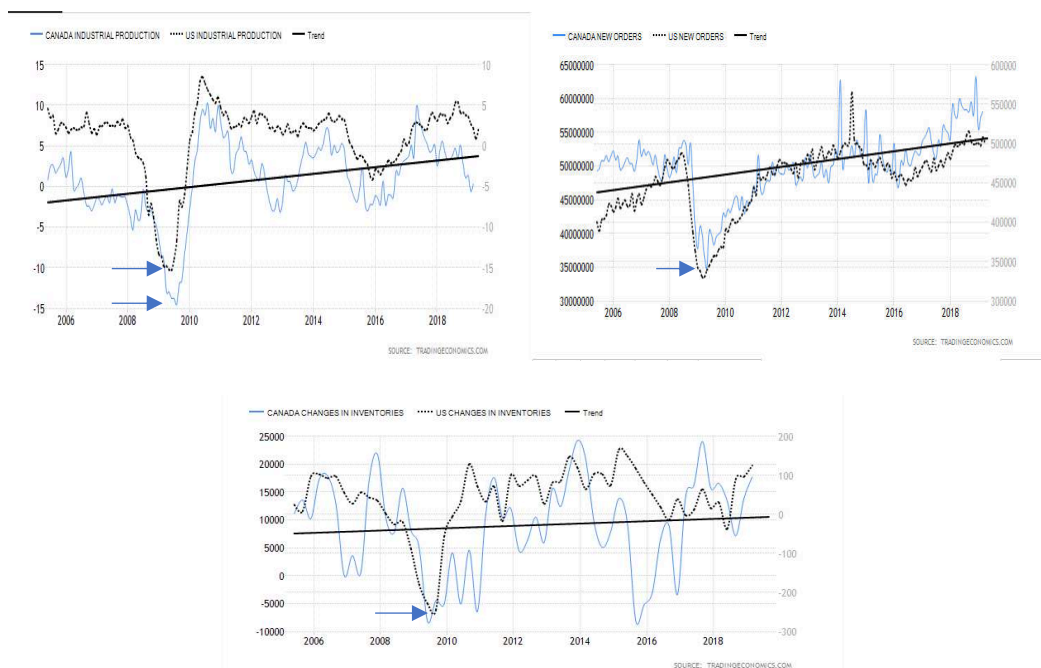 CANADA INDUSTRIAL PRODUCTION US INDUSTRIAL PRODUCTION Trend
15 10
10 5
5 0
0 -5
-5 -10
-10 -15
-15 -20
2006 2008 2010 2012 2014 2016 2018
SOURCE: TRADINGECONOMICS.COM
CANADA NEW ORDERS US NEW ORDERS Trend
65000000 600000
60000000 550000
55000000 500000
50000000 450000
45000000 400000
40000000 350000
35000000 300000
30000000
2006 2008 2010 2012 2014 2016 2018
SOURCE: TRADINGECONOMICS.COM
CANADA CHANGES IN INVENTORIES US CHANGES IN INVENTORIES Trend
25000 200
20000 100
15000 0
10000 -100
5000 -200
0 -300
-5000
-10000
2006 2008 2010 2012 2014 2016 2018
SOURCE: TRADINGECONOMICS.COM